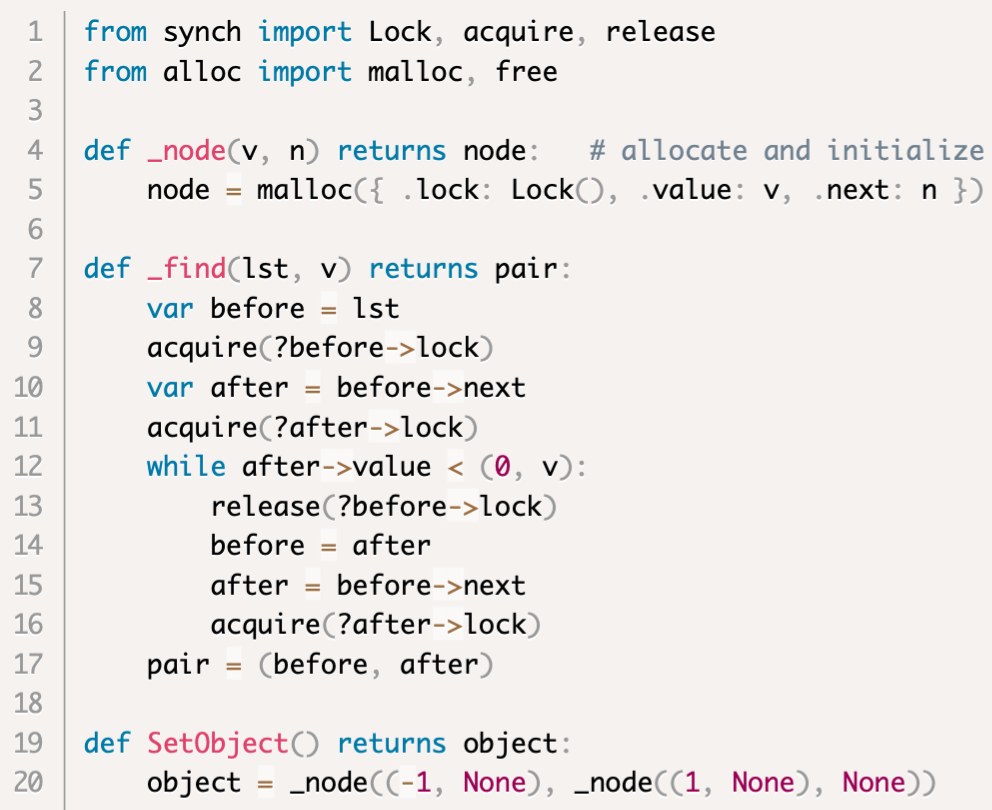 1 from synch import Lock, acquire, release
2 from alloc import malloc, free
3
4 def _node(v, n) returns node:   # allocate and initialize
5     node = malloc({ .lock: Lock(), .value: v, .next: n })
6
7 def _find(lst, v) returns pair:
8     var before = lst
9     acquire(?before->lock)
10     var after = before->next
11     acquire(?after->lock)
12     while after->value < (0, v):
13         release(?before->lock)
14         before = after
15         after = before->next
16         acquire(?after->lock)
17     pair = (before, after)
18
19 def SetObject() returns object:
20     object = _node((-1, None), _node((1, None), None))